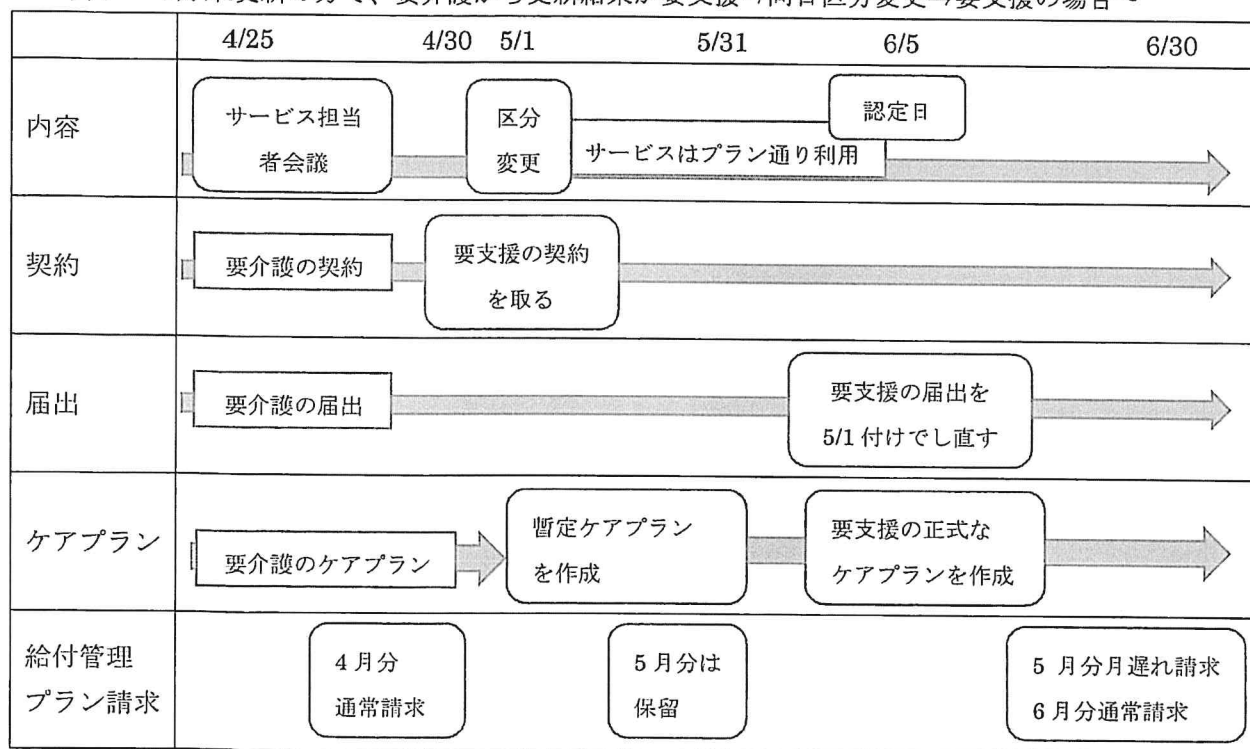 4/25 4/30 5/1 5/31 6/5 6/30
内容
サービス担当
者会議
区分
変更
認定日
サービスはプラン通り利用
契約
要介護の契約
要支援の契約
を取る
届出
要介護の届出
要支援の届出を
5/1 付けでし直す
ケアプラン
要介護のケアプラン
暫定ケアプラン
を作成
要支援の正式な
ケアプランを作成
給付管理
プラン請求
4 月分
通常請求
5 月分は
保留
5 月分月遅れ請求
6 月分通常請求